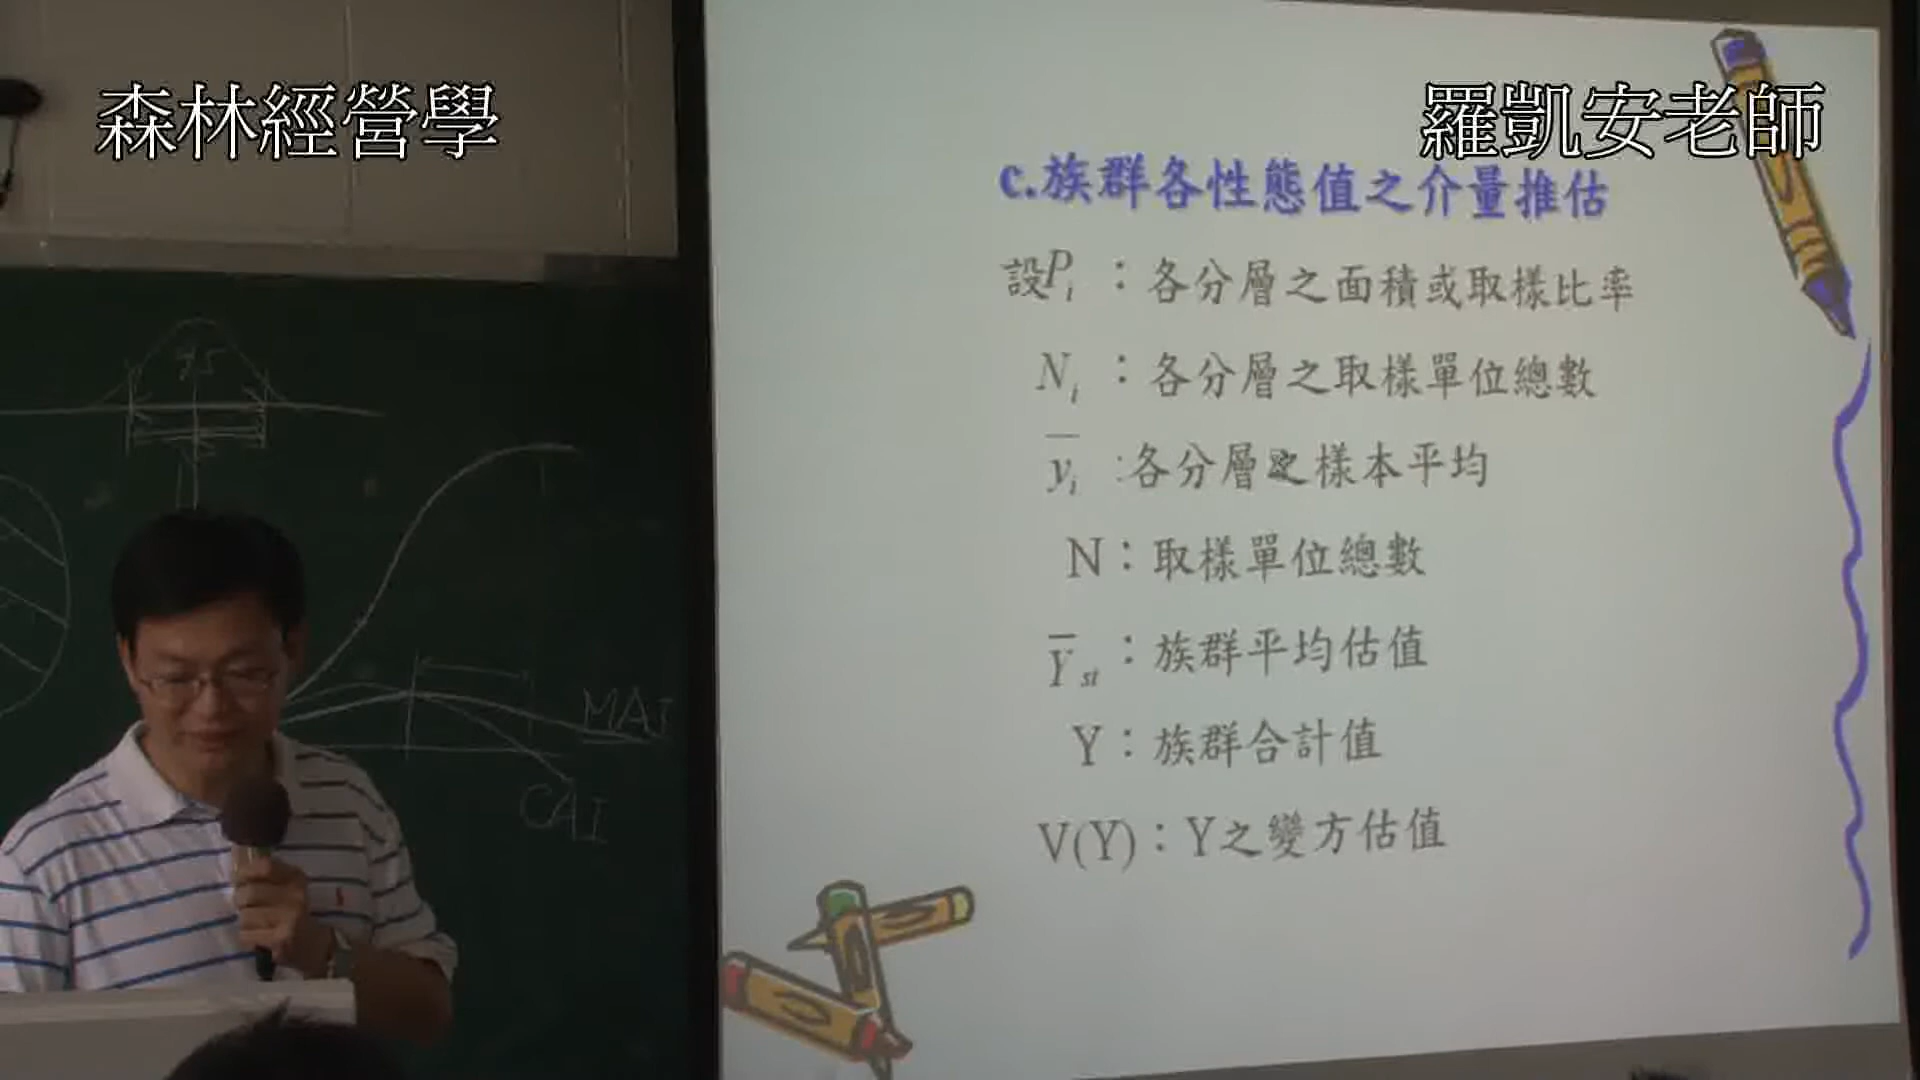 森林經營學
羅凱安老師
c.族群各性態值之介量推估
設Pi：各分層之面積或取樣比率
Ni：各分層之取樣單位總數
y̅i:各分層之樣本平均
N：取樣單位總數
Y̅st：族群平均估值
Y：族群合計值
V(Y)：Y之變方估值
MAI
CAI